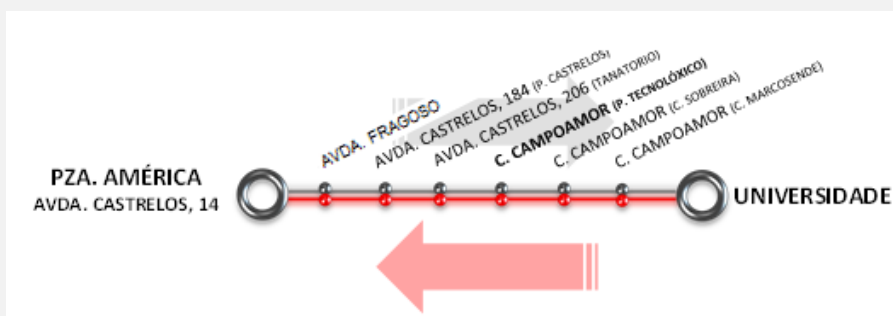 PZA. AMÉRICA
AVDA. CASTRELOS, 14
AVDA. FRAGOSO
AVDA. CASTRELOS, 184 (P. CASTRELOS)
AVDA. CASTRELOS, 206 (TANATORIO)
C. CAMPOAMOR (P. TECNOLÓXICO)
C. CAMPOAMOR (C. SOBREIRA)
C. CAMPOAMOR (C. MARCOSENDE)
UNIVERSIDADE